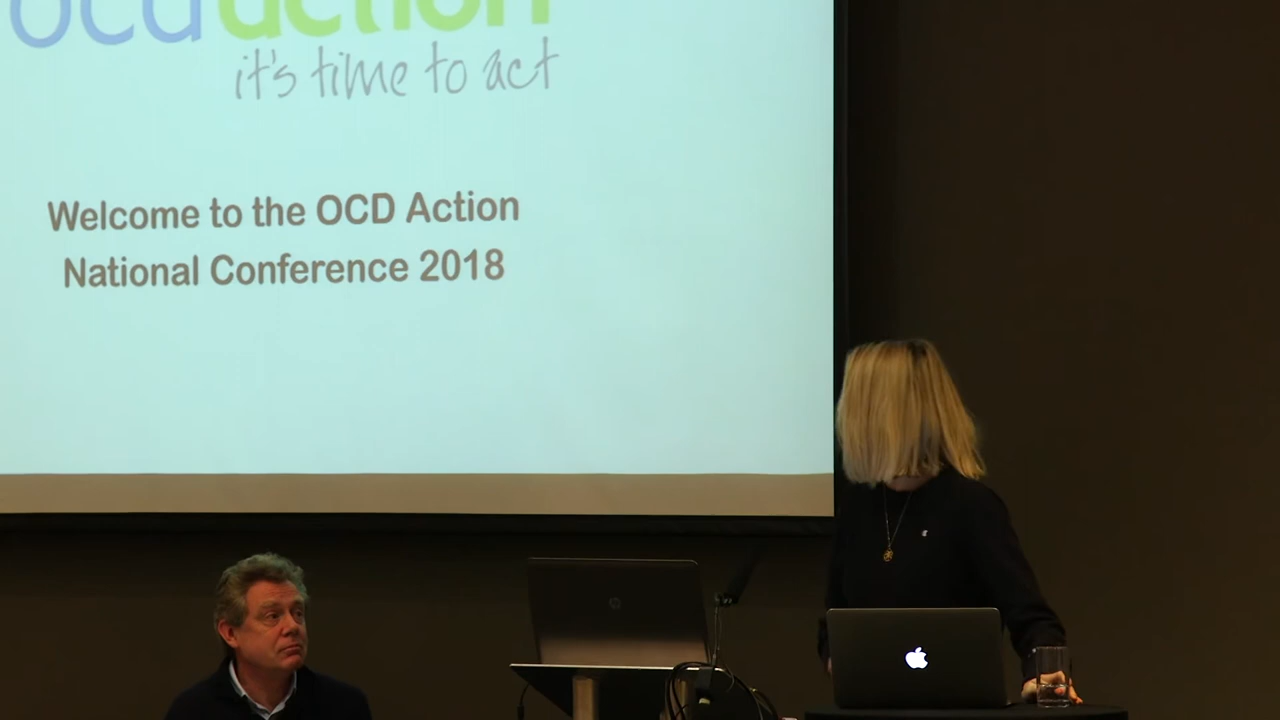 ocdaction
it's time to act
Welcome to the OCD Action
National Conference 2018